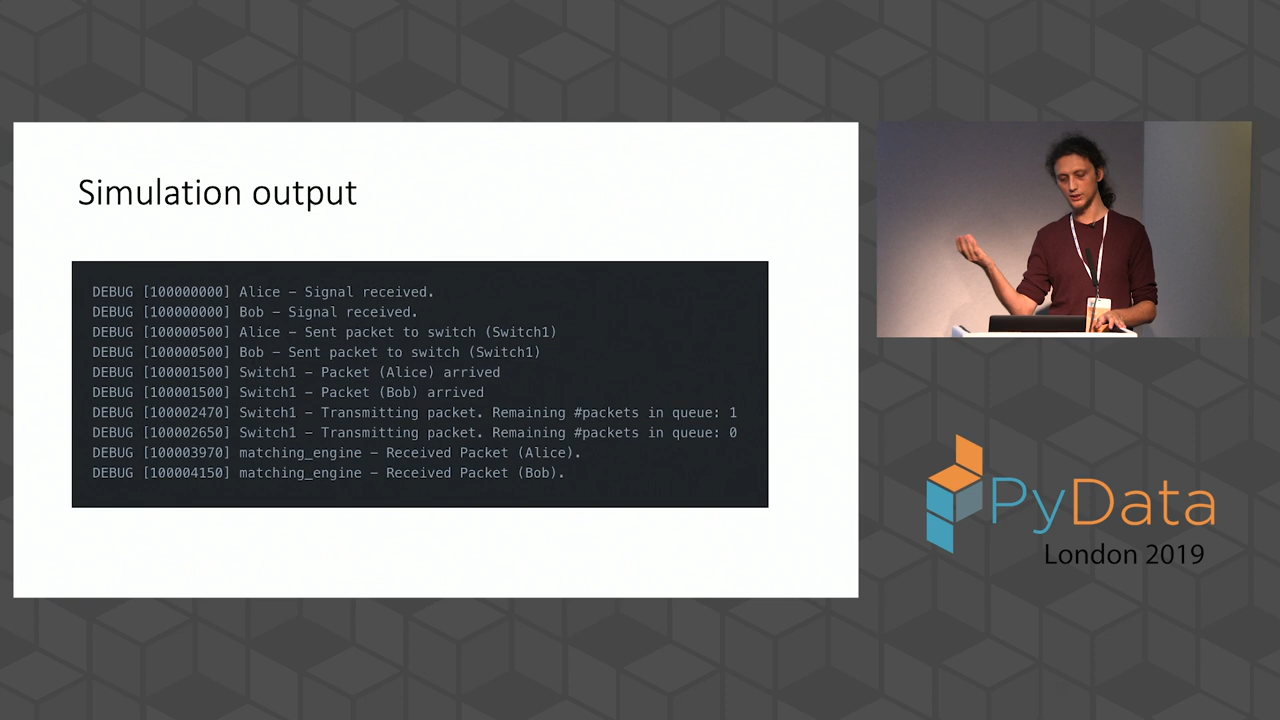 Simulation output
DEBUG [100000000] Alice – Signal received.
DEBUG [100000000] Bob – Signal received.
DEBUG [100000500] Alice – Sent packet to switch (Switch1)
DEBUG [100000500] Bob – Sent packet to switch (Switch1)
DEBUG [100001500] Switch1 – Packet (Alice) arrived
DEBUG [100001500] Switch1 – Packet (Bob) arrived
DEBUG [100002470] Switch1 – Transmitting packet. Remaining #packets in queue: 1
DEBUG [100002650] Switch1 – Transmitting packet. Remaining #packets in queue: 0
DEBUG [100003970] matching_engine – Received Packet (Alice).
DEBUG [100004150] matching_engine – Received Packet (Bob).
PyData
London 2019